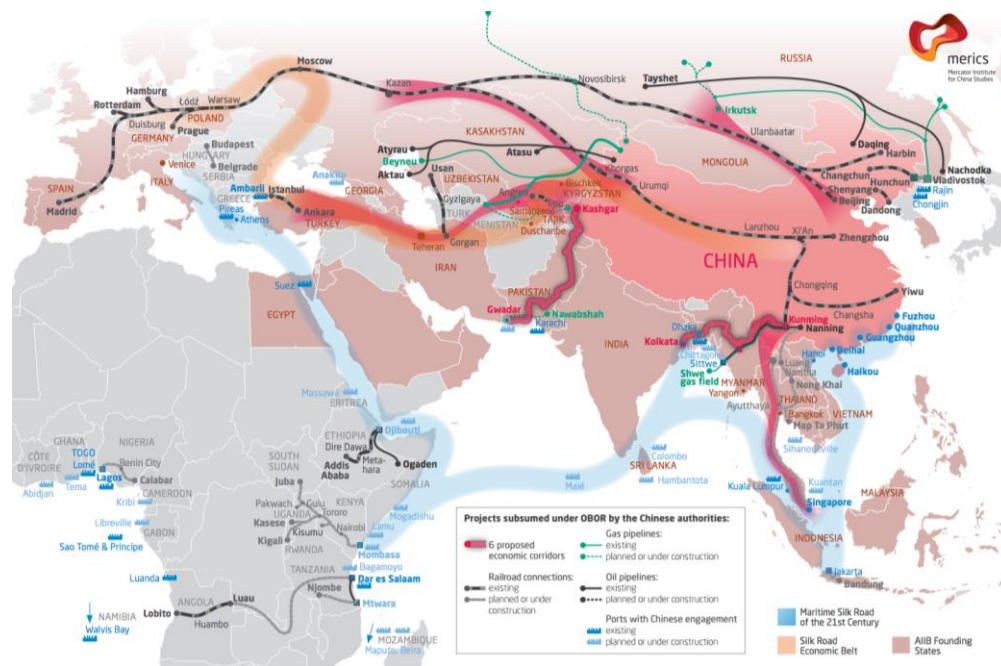 merics
Mercator Institute
for China Studies
RUSSIA
Moscow
Kazan
Novosibirsk
Tayshet
Irkutsk
Hamburg
Rotterdam
Łódź
Warsaw
POLAND
Duisburg
GERMANY
Prague
Budapest
HUNGARY
Belgrade
SERBIA
Venice
ITALY
SPAIN
Madrid
GREECE
Pireas
Athens
Ambarli
Istanbul
Ankara
TURKEY
GEORGIA
Anaklia
KASAKHSTAN
Atyrau
Beyneu
Aktau
Usan
Atasu
UZBEKISTAN
Gyzlgaya
TURK
MENISTAN
Angren
Pop
Samarqand
TAJIK.
Duschanbe
Bischkek
KYRGYZSTAN
Khorgas
Urumqi
Kashgar
Teheran
Gorgan
IRAN
MONGOLIA
Ulanbaatar
Daqing
Harbin
Changchun
Hunchun
Shenyang
Dandong
Beijing
Nachodka
Vladivostok
Rajin
Chongjin
Lanzhou
Xi'An
Zhengzhou
CHINA
Chongqing
Yiwu
Changsha
Fuzhou
Quanzhou
Guangzhou
Kunming
Nanning
Beihai
Haikou
Hanoi
PAKISTAN
Gwadar
Nawabshah
Karachi
INDIA
Dhaka
Kolkata
Chittagong
Sittwe
Shwe
gas field
MYANMAR
Yangon
Luang
Namtha
Nong Khai
THAILAND
Ayutthaya
Bangkok
VIETNAM
Map Ta Phut
Sihanoukville
Suez
EGYPT
Massawa
ERITREA
Djibouti
ETHIOPIA
Dire Dawa
Addis
Ababa
Meta-
hara
Ogaden
SOMALIA
SOUTH
SUDAN
Juba
GHANA
NIGERIA
CÔTE
D'IVROIRE
TOGO
Lomé
Benin City
Lagos
Calabar
Abidjan
Tema
Kribi
CAMEROON
Libreville
GABON
Sao Tomé & Principe
Pakwach
Gulu
UGANDA
Tororo
KENYA
Kasese
Kisumu
Nairobi
Kigali
RWANDA
Lamu
Mogadishu
Mombasa
Bagamoyo
TANZANIA
Dar es Salaam
Njombe
Mtwara
Luanda
ANGOLA
Luau
Lobito
Huambo
NAMIBIA
Walvis Bay
MOZAMBIQUE
Maputo, Beira
Malé
Colombo
SRI LANKA
Hambantota
Kuala Lumpur
Kuantan
Singapore
MALAYSIA
INDONESIA
Jakarta
Bandung
Projects subsumed under OBOR by the Chinese authorities:
6 proposed
economic corridors
Railroad connections:
existing
planned or under
construction
Gas pipelines:
existing
planned or under construction
Oil pipelines:
existing
planned or under construction
Ports with Chinese engagement
existing
planned or under construction
Maritime Silk Road
of the 21st Century
Silk Road
Economic Belt
AIIB Founding
States